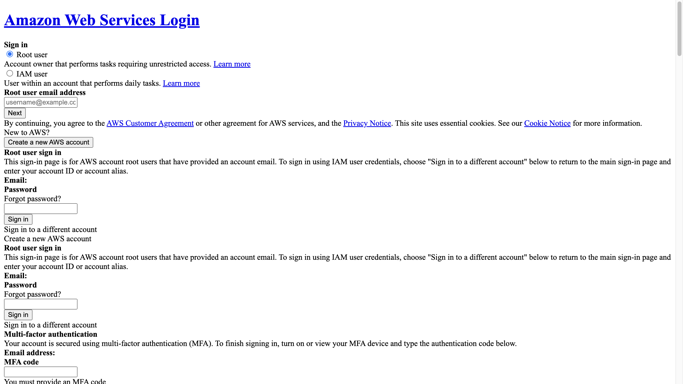 Amazon Web Services Login
Sign in
Root user
Account owner that performs tasks requiring unrestricted access. Learn more
IAM user
User within an account that performs daily tasks. Learn more
Root user email address
username@example.cc
Next
By continuing, you agree to the AWS Customer Agreement or other agreement for AWS services, and the Privacy Notice. This site uses essential cookies. See our Cookie Notice for more information.
New to AWS?
Create a new AWS account
Root user sign in
This sign-in page is for AWS account root users that have provided an account email. To sign in using IAM user credentials, choose "Sign in to a different account" below to return to the main sign-in page and
enter your account ID or account alias.
Email:
Password
Forgot password?
Sign in
Sign in to a different account
Create a new AWS account
Root user sign in
This sign-in page is for AWS account root users that have provided an account email. To sign in using IAM user credentials, choose "Sign in to a different account" below to return to the main sign-in page and
enter your account ID or account alias.
Email:
Password
Forgot password?
Sign in
Sign in to a different account
Multi-factor authentication
Your account is secured using multi-factor authentication (MFA). To finish signing in, turn on or view your MFA device and type the authentication code below.
Email address:
MFA code
You must provide an MFA code